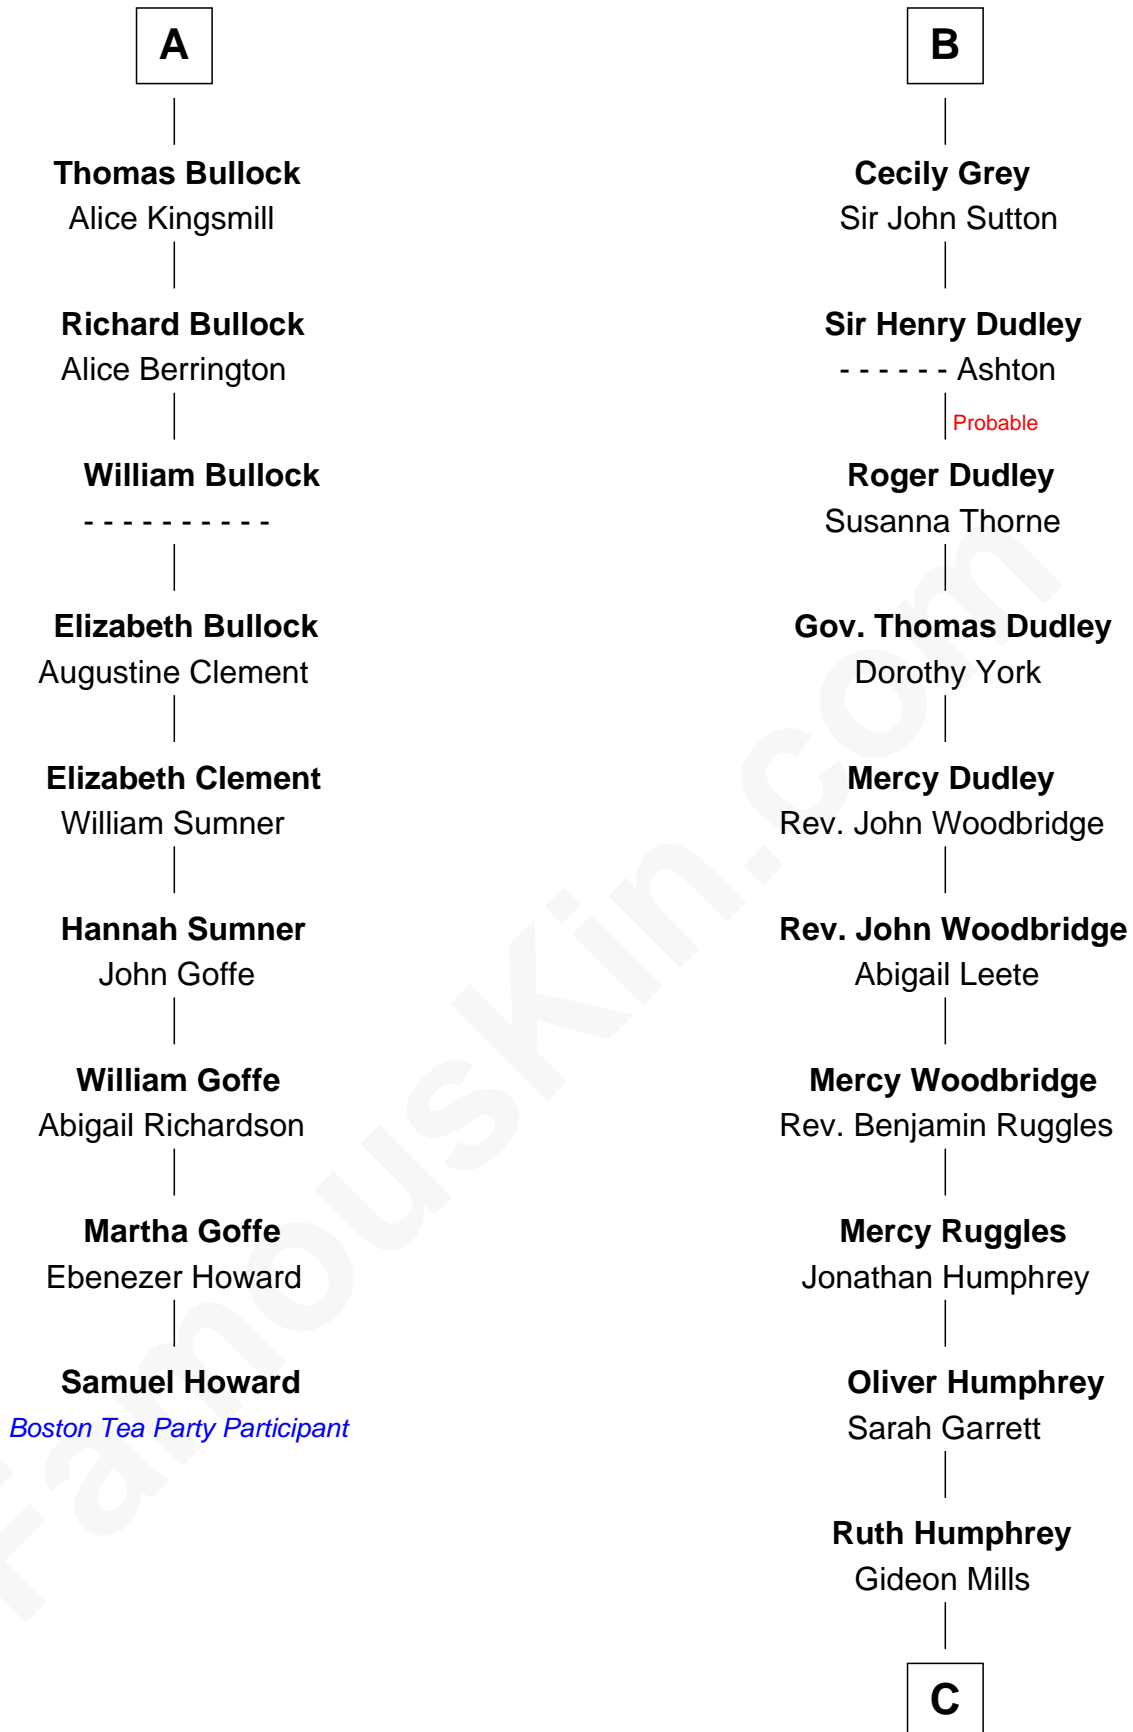 A
Thomas Bullock
Alice Kingsmill
Richard Bullock
Alice Berrington
William Bullock
- - - - - - - - - -
Elizabeth Bullock
Augustine Clement
Elizabeth Clement
William Sumner
Hannah Sumner
John Goffe
William Goffe
Abigail Richardson
Martha Goffe
Ebenezer Howard
Samuel Howard
Boston Tea Party Participant
B
Cecily Grey
Sir John Sutton
Sir Henry Dudley
- - - - - - Ashton
Probable
Roger Dudley
Susanna Thorne
Gov. Thomas Dudley
Dorothy York
Mercy Dudley
Rev. John Woodbridge
Rev. John Woodbridge
Abigail Leete
Mercy Woodbridge
Rev. Benjamin Ruggles
Mercy Ruggles
Jonathan Humphrey
Oliver Humphrey
Sarah Garrett
Ruth Humphrey
Gideon Mills
C
FamousKin.com